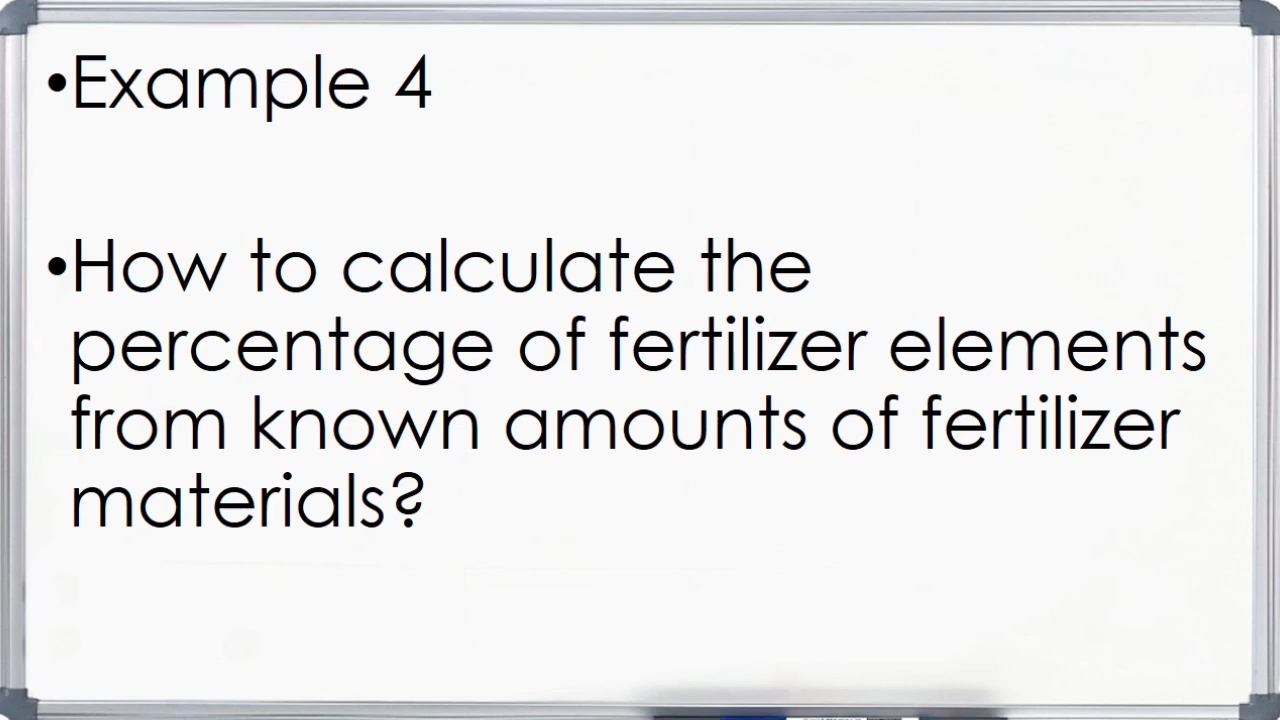 •Example 4
•How to calculate the
percentage of fertilizer elements
from known amounts of fertilizer
materials?